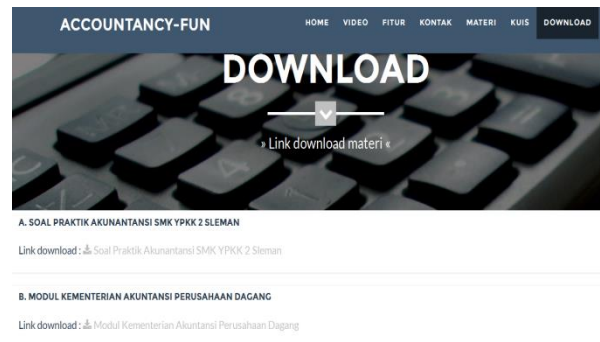 ACCOUNTANCY-FUN HOME VIDEO FITUR KONTAK MATERI KUIS DOWNLOAD
DOWNLOAD
» Link download materi «
A. SOAL PRAKTIK AKUNANTANSI SMK YPKK 2 SLEMAN
Link download : Soal Praktik Akunantansi SMK YPKK 2 Sleman
B. MODUL KEMENTERIAN AKUNTANSI PERUSAHAAN DAGANG
Link download : Modul Kementerian Akuntansi Perusahaan Dagang